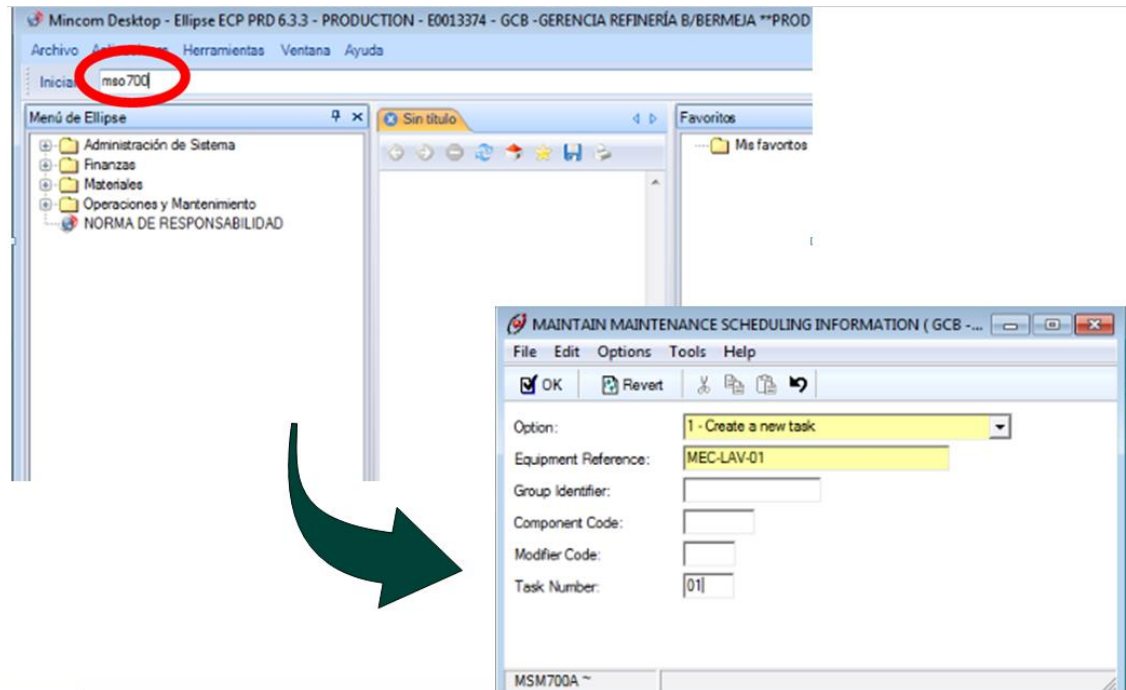 Mincom Desktop - Ellipse ECP PRD 6.3.3 - PRODUCTION - E0013374 - GCB -GERENCIA REFINERÍA B/BERMEJA **PROD
Archivo Herramientas Ventana Ayuda
Iniciar mso700
Menú de Ellipse
Administración de Sistema
Finanzas
Materiales
Operaciones y Mantenimiento
NORMA DE RESPONSABILIDAD
Sin título
Favoritos
Mis favoritos
MAINTAIN MAINTENANCE SCHEDULING INFORMATION ( GCB -...
File Edit Options Tools Help
OK Revert
Option: 1 - Create a new task
Equipment Reference: MEC-LAV-01
Group Identifier:
Component Code:
Modifier Code:
Task Number: 01
MSM700A ~